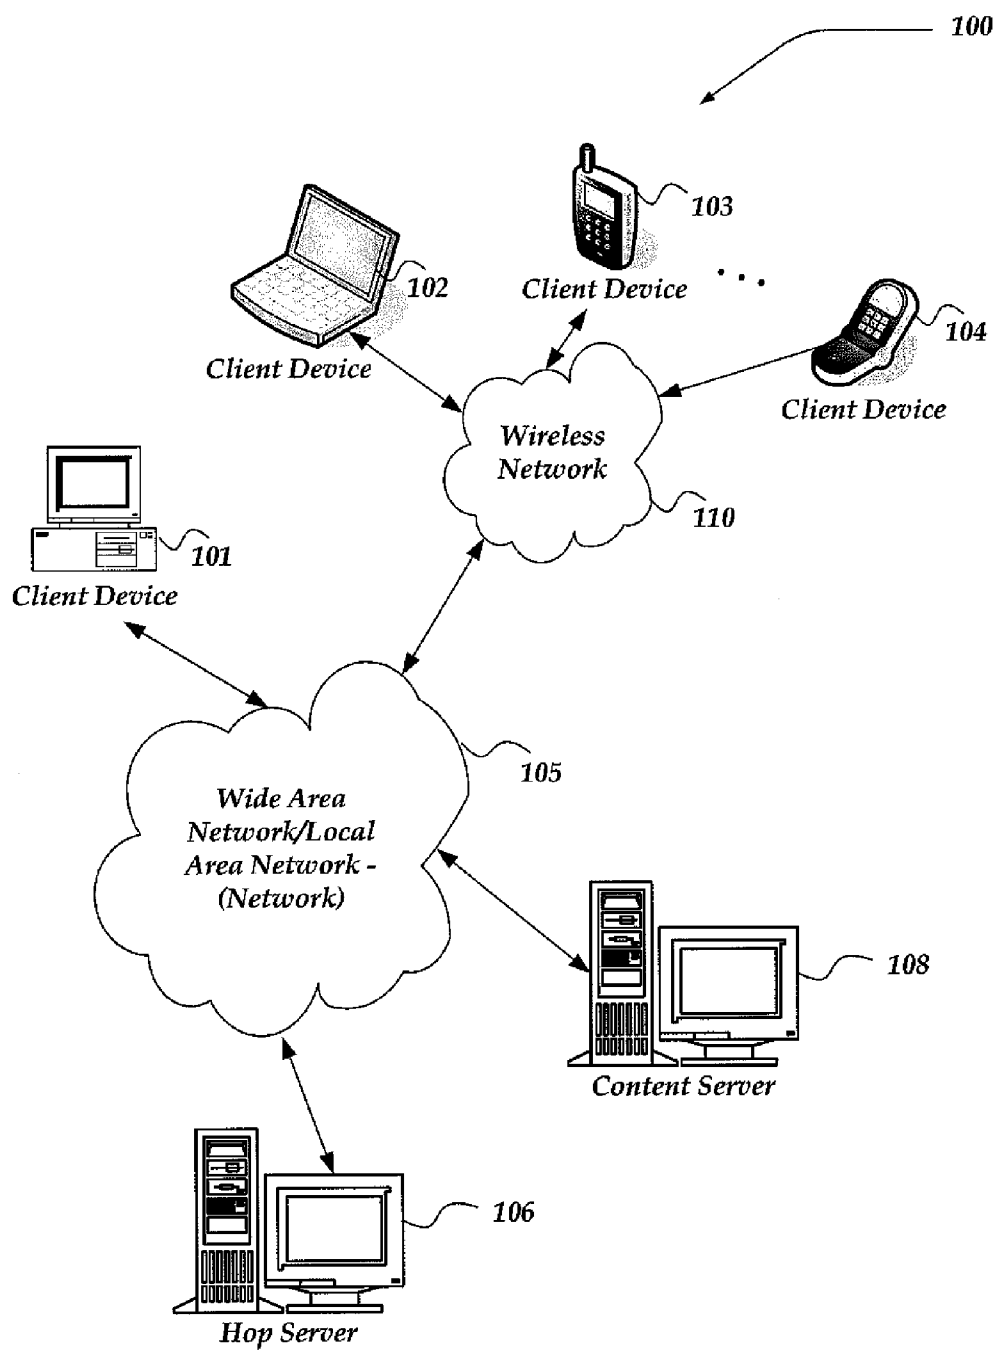 100
103
102
Client Device
104
Client Device
Client Device
Wireless
Network
110
101
Client Device
105
Wide Area
Network/Local
Area Network -
(Network)
108
Content Server
106
Hop Server